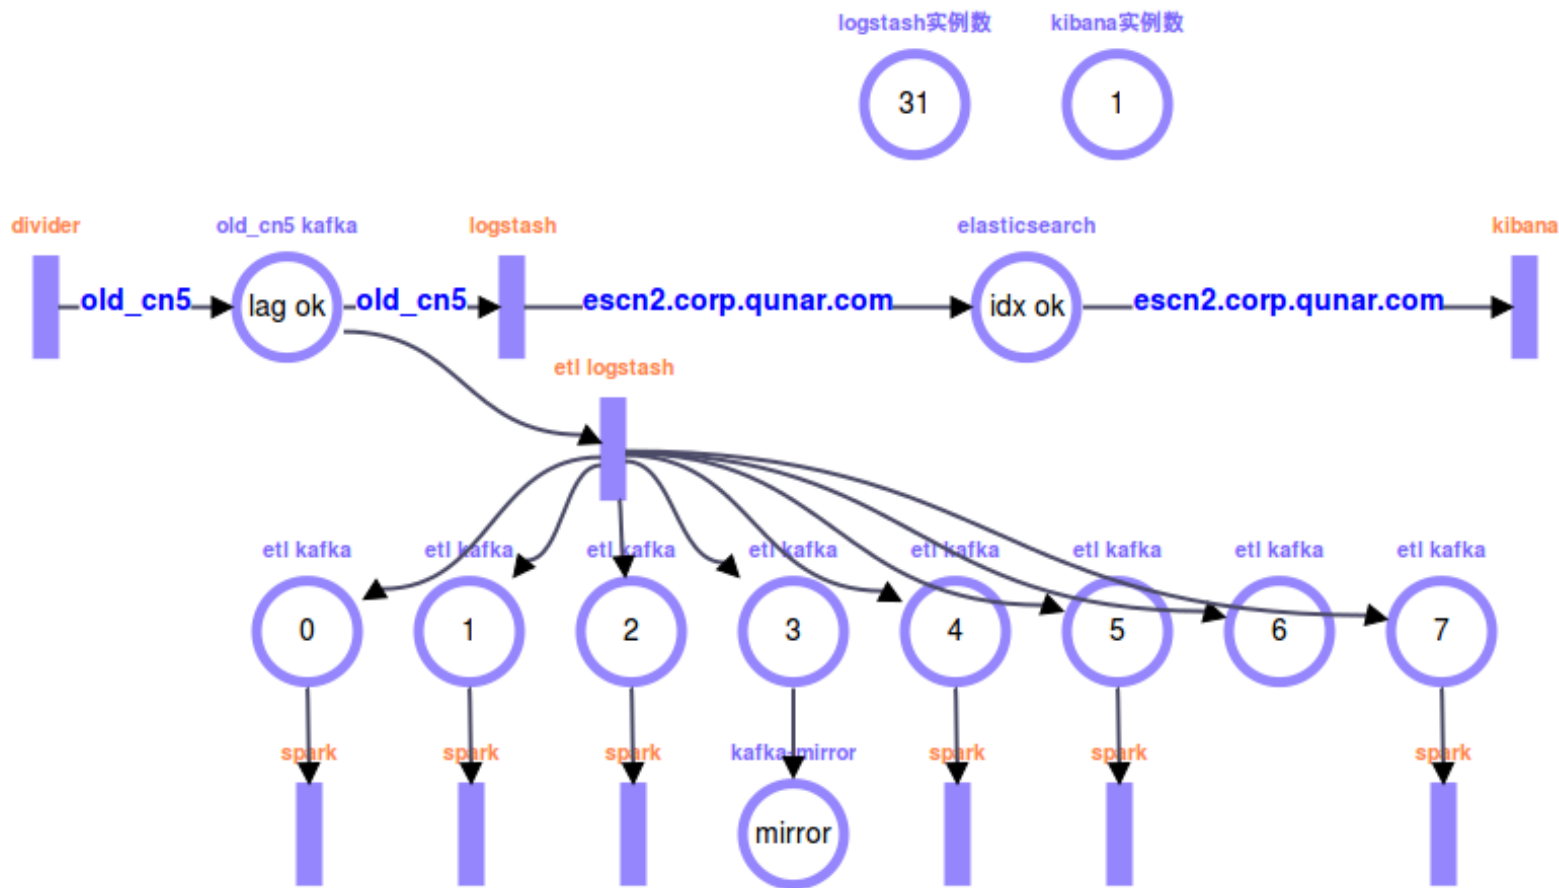 logstash实例数 kibana实例数
31 1
divider old_cn5 kafka logstash elasticsearch kibana
old_cn5 lag ok old_cn5 escn2.corp.qunar.com idx ok escn2.corp.qunar.com
etl logstash
etl kafka etl kafka etl kafka etl kafka etl kafka etl kafka etl kafka etl kafka
0 1 2 3 4 5 6 7
spark spark spark kafka-mirror spark spark spark
mirror